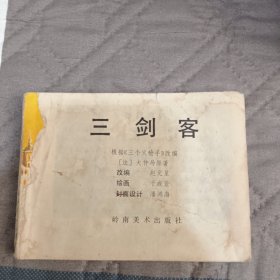 三剑客
根据《三个火枪手》改编
〔法〕大仲马原著
改编
绘画
封面设计
岭南美术出版社